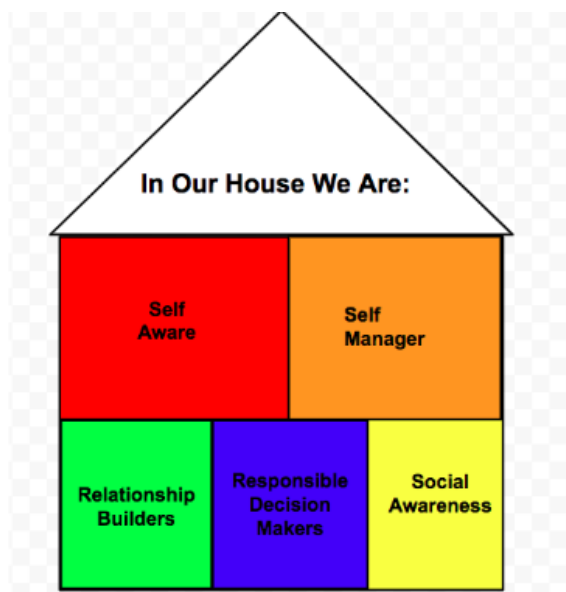 In Our House We Are:
Self
Aware
Self
Manager
Relationship
Builders
Responsible
Decision
Makers
Social
Awareness